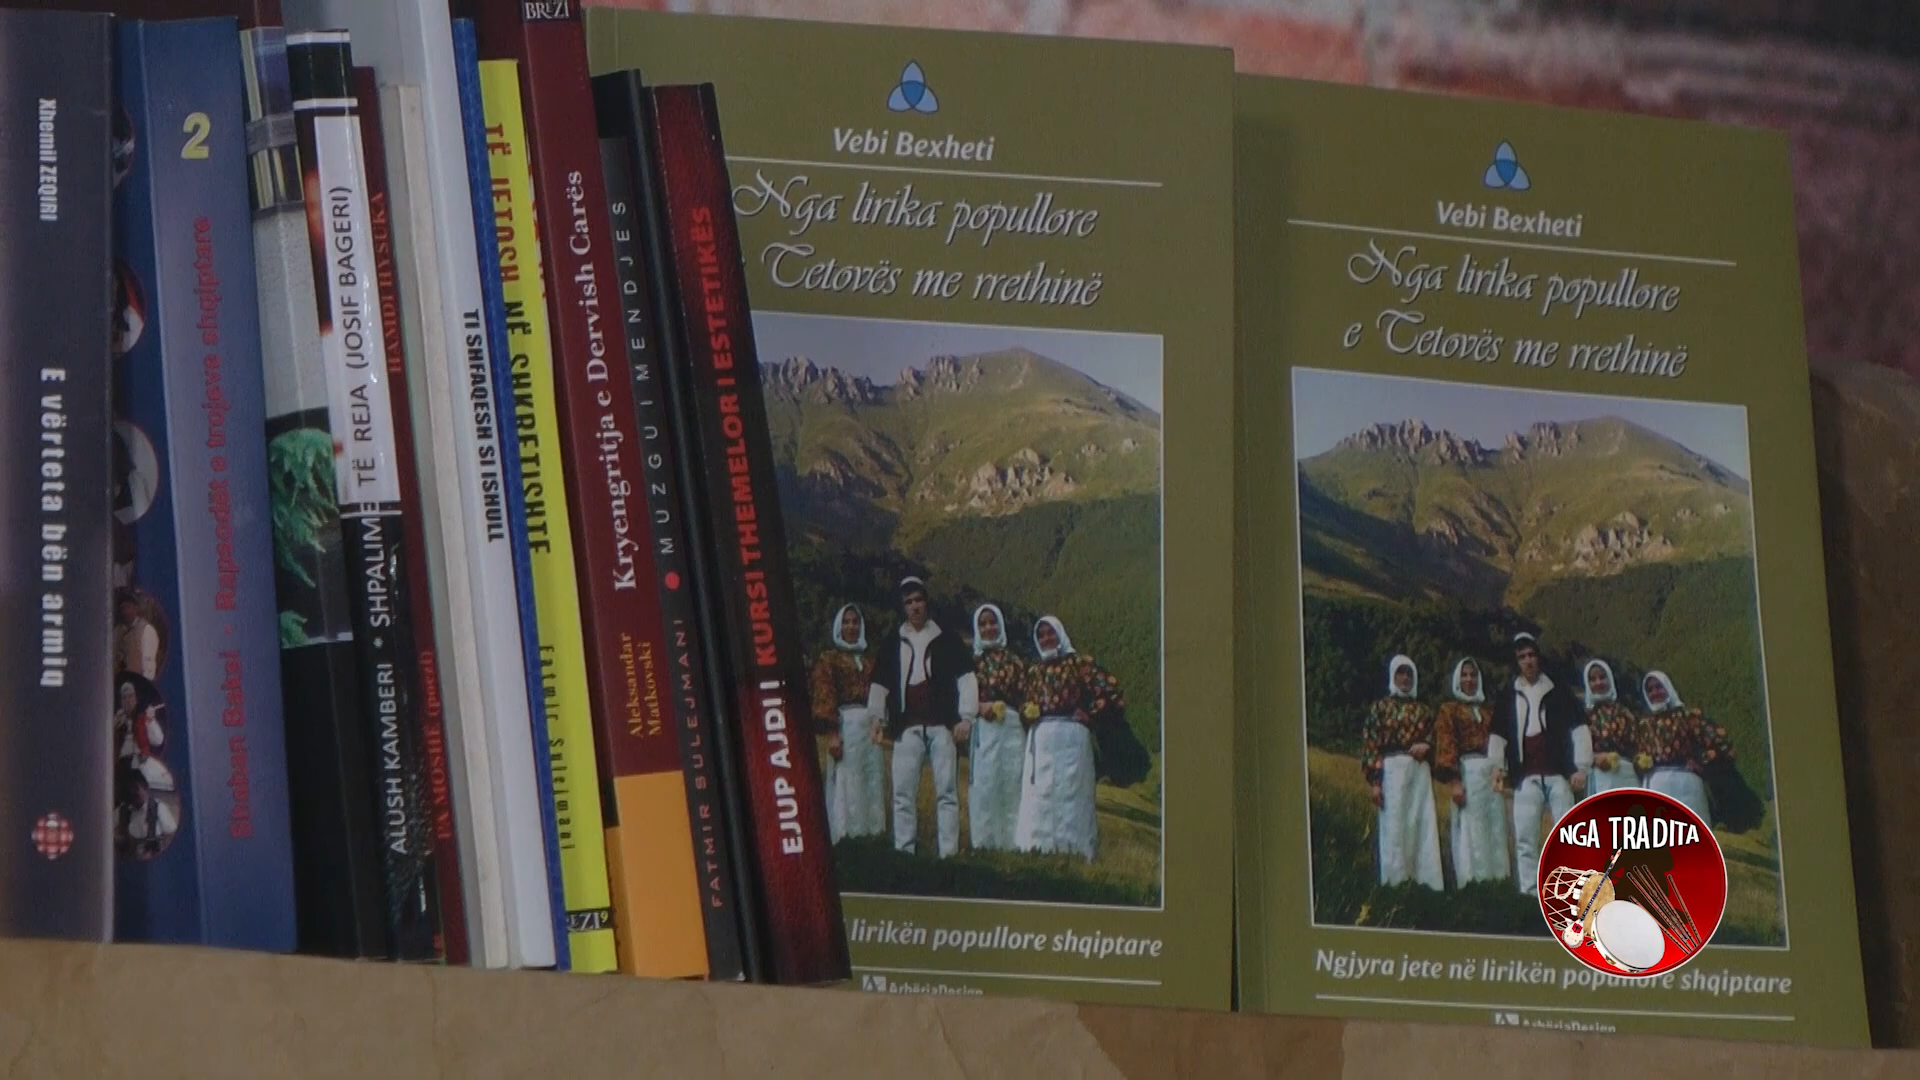 Xhemil ZEQIRI
E vërteta bën armiq
2
Shaban Bakaj - Rapsodët e trojeve shqiptare
ALUSH KAMBERI * SHPALIME TË REJA (JOSIF BAGERI)
HAMDI HYSUKA
PA MOSHË (poezi)
TI SHFAQESH SI ISHULL
TË JETOSH NË SHKRETISHTE
BREZI
Kryengritja e Dervish Carës
Aleksandar
Matkovski
FATMIR SULEJMANI
MUZGU I MENDJES
EJUP AJDI I KURSI THEMELOR I ESTETIKËS
Vebi Bexheti
Nga lirika popullore
Tetovës me rrethinë
lirikën popullore shqiptare
ArbëriaDesign
Vebi Bexheti
Nga lirika popullore
e Tetovës me rrethinë
Ngjyra jete në lirikën popullore shqiptare
ArbëriaDesign
NGA TRADITA